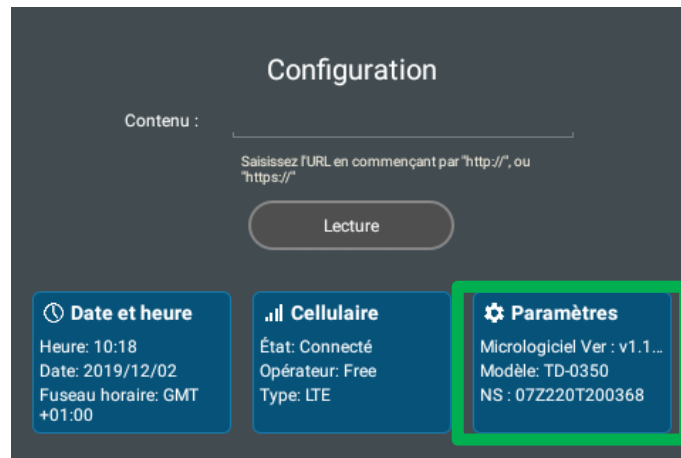 Configuration
Contenu :
Saisissez l'URL en commençant par "http://", ou
"https://"
Lecture
Date et heure
Heure: 10:18
Date: 2019/12/02
Fuseau horaire: GMT
+01:00
Cellulaire
État: Connecté
Opérateur: Free
Type: LTE
Paramètres
Micrologiciel Ver : v1.1...
Modèle: TD-0350
NS : 07Z220T200368